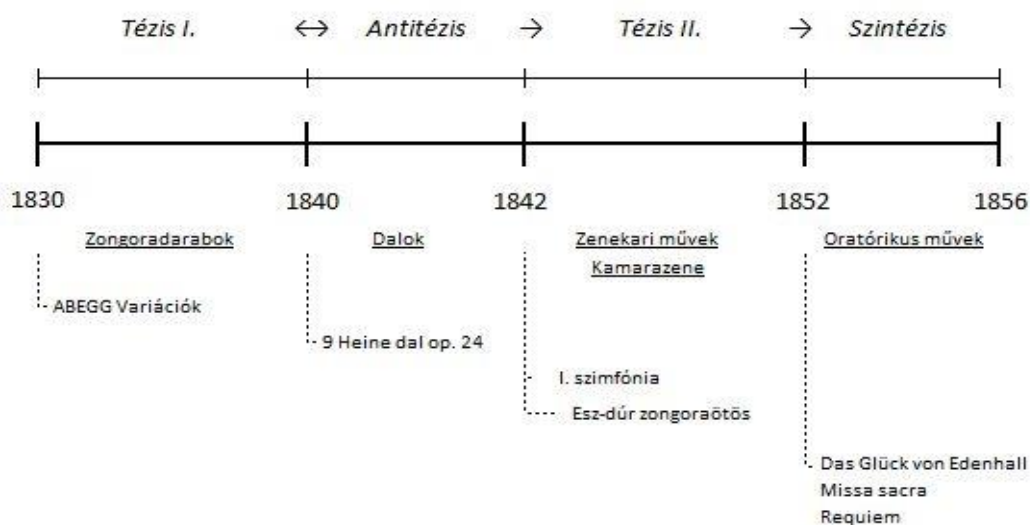 Tézis I. ↔ Antitézis → Tézis II. → Szintézis
1830 1840 1842 1852 1856
Zongoradarabok Dalok Zenekari művek Oratórikus művek
Kamarazene
ABEGG Variációk
9 Heine dal op. 24
I. szimfónia
Esz-dúr zongoraötös
Das Glück von Edenhall
Missa sacra
Requiem